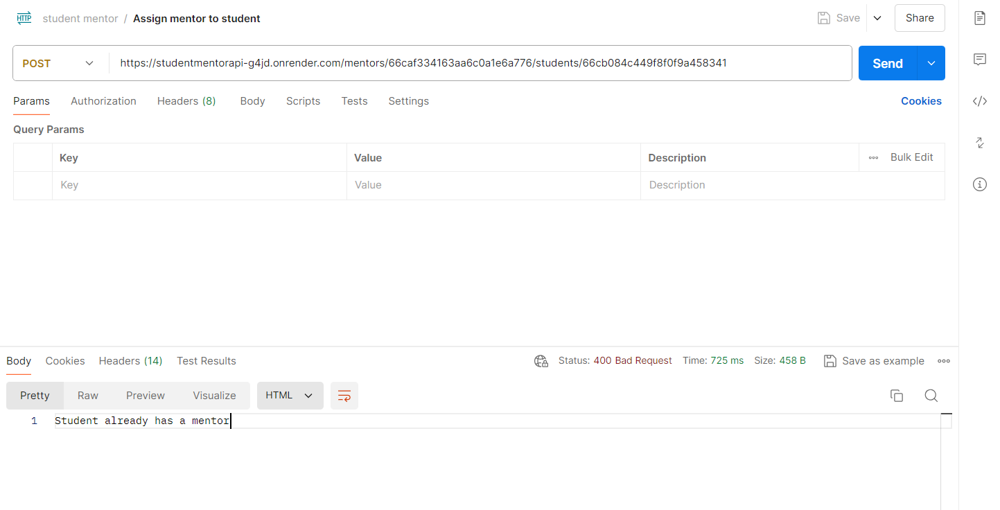 HTTP student mentor / Assign mentor to student Save Share
POST https://studentmentorapi-g4jd.onrender.com/mentors/66caf334163aa6c0a1e6a776/students/66cb084c449f8f0f9a458341 Send
Params Authorization Headers (8) Body Scripts Tests Settings Cookies
Query Params
Key Value Description Bulk Edit
Key Value Description
Body Cookies Headers (14) Test Results Status: 400 Bad Request Time: 725 ms Size: 458 B Save as example
Pretty Raw Preview Visualize HTML
1 Student already has a mentor